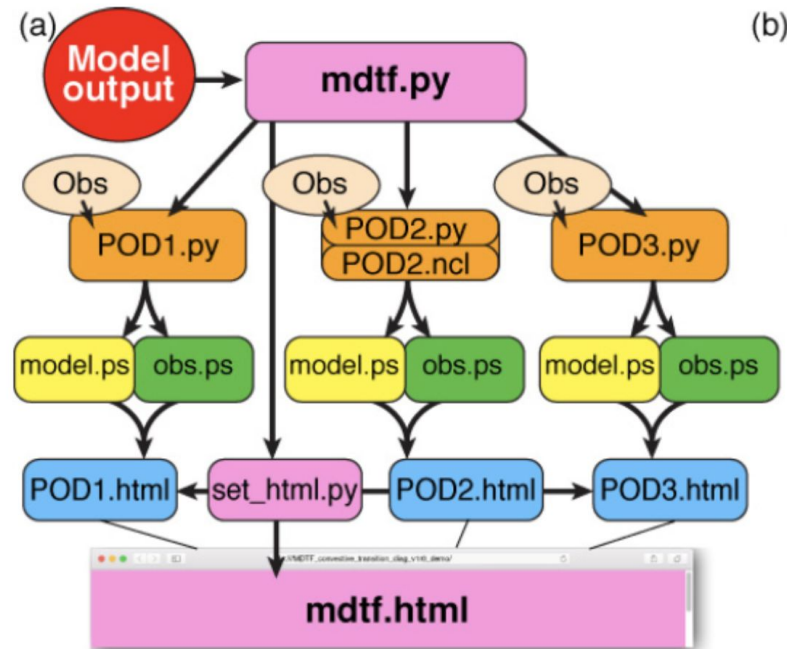 (a)
(b)
Model
output
mdtf.py
Obs
Obs
Obs
POD1.py
POD2.py
POD2.ncl
POD3.py
model.ps
obs.ps
model.ps
obs.ps
model.ps
obs.ps
POD1.html
set_html.py
POD2.html
POD3.html
mdtf.html